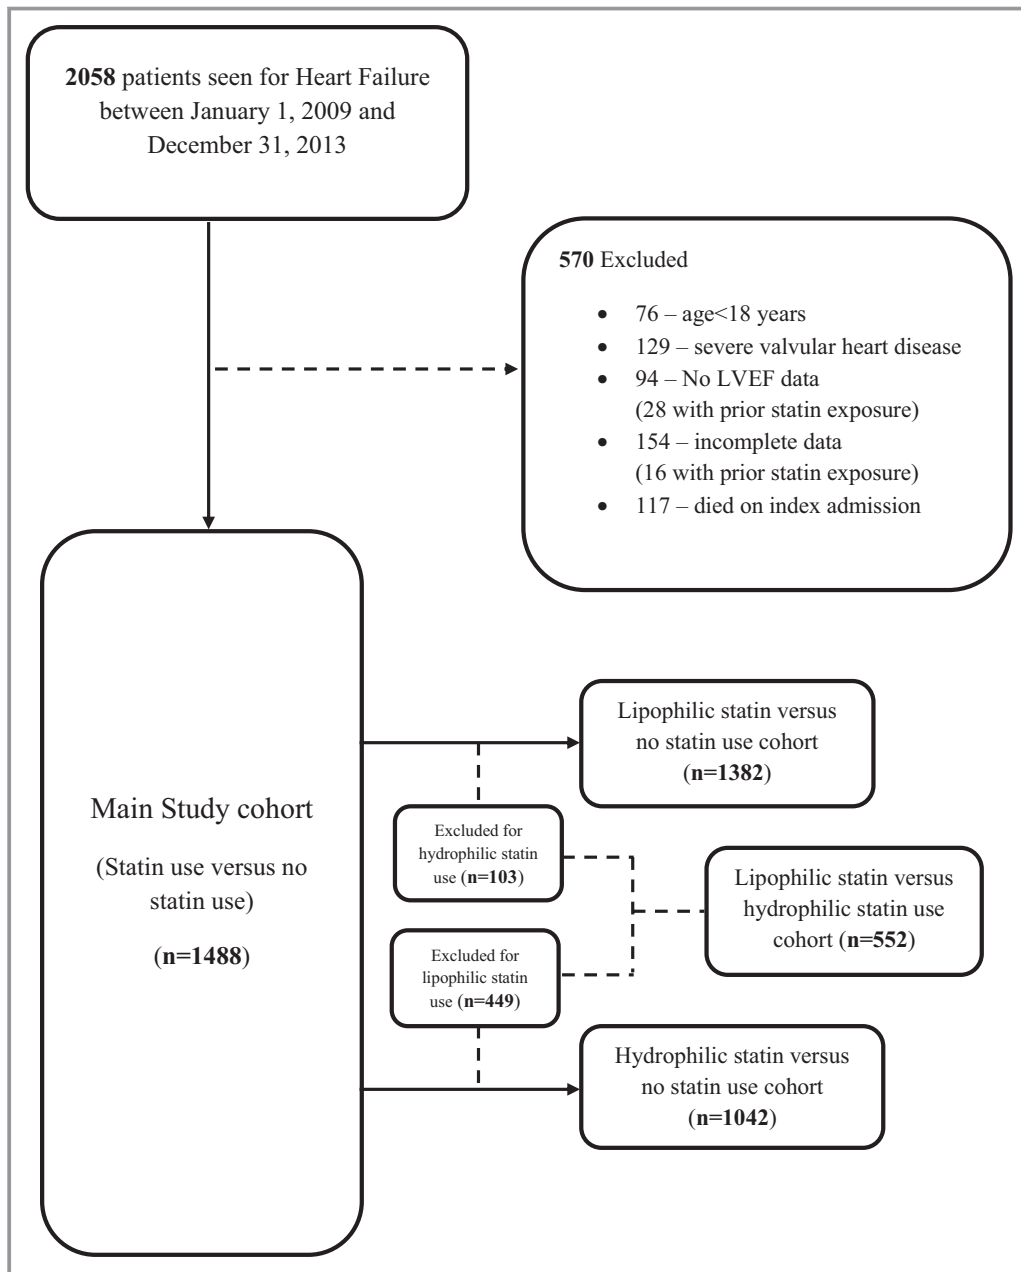 2058 patients seen for Heart Failure
between January 1, 2009 and
December 31, 2013
570 Excluded
• 76 – age<18 years
• 129 – severe valvular heart disease
• 94 – No LVEF data
(28 with prior statin exposure)
• 154 – incomplete data
(16 with prior statin exposure)
• 117 – died on index admission
Main Study cohort
(Statin use versus no
statin use)
(n=1488)
Lipophilic statin versus
no statin use cohort
(n=1382)
Excluded for
hydrophilic statin
use (n=103)
Lipophilic statin versus
hydrophilic statin use
cohort (n=552)
Excluded for
lipophilic statin
use (n=449)
Hydrophilic statin versus
no statin use cohort
(n=1042)